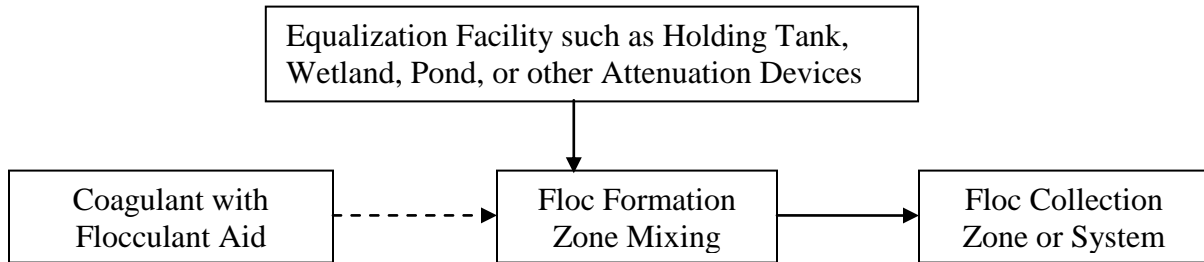 Equalization Facility such as Holding Tank,
Wetland, Pond, or other Attenuation Devices
Coagulant with
Flocculant Aid
Floc Formation
Zone Mixing
Floc Collection
Zone or System